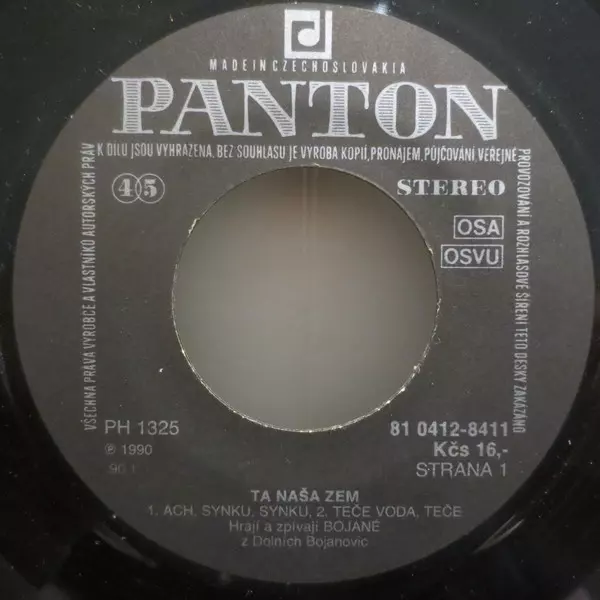 MADE IN CZECHOSLOVAKIA
PANTON
VŠECHNA PRÁVA VÝROBCE A VLASTNÍKŮ AUTORSKÝCH PRÁV
K DÍLU JSOU VYHRAZENA. BEZ SOUHLASU JE VÝROBA KOPIÍ, PRONÁJEM, PŮJČOVÁNÍ, VEŘEJNÉ
PROVOZOVÁNÍ A ROZHLASOVÉ ŠÍŘENÍ TÉTO DESKY ZAKÁZÁNO
45
STEREO
OSA
OSVU
PH 1325
℗ 1990
90 1
81 0412-8411
Kčs 16,-
STRANA 1
TA NAŠA ZEM
1. ACH, SYNKU, SYNKU, 2. TEČE VODA, TEČE
Hrají a zpívají BOJANÉ
z Dolních Bojanovic